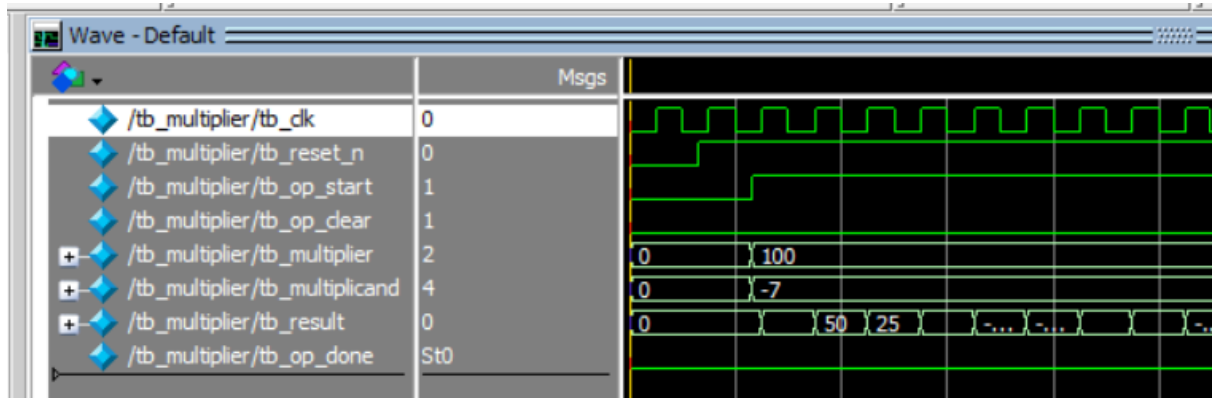 Wave - Default
Msgs
/tb_multiplier/tb_clk 0
/tb_multiplier/tb_reset_n 0
/tb_multiplier/tb_op_start 1
/tb_multiplier/tb_op_clear 1
/tb_multiplier/tb_multiplier 2 0 100
/tb_multiplier/tb_multiplicand 4 0 -7
/tb_multiplier/tb_result 0 0 50 25 -... -... -...
/tb_multiplier/tb_op_done St0